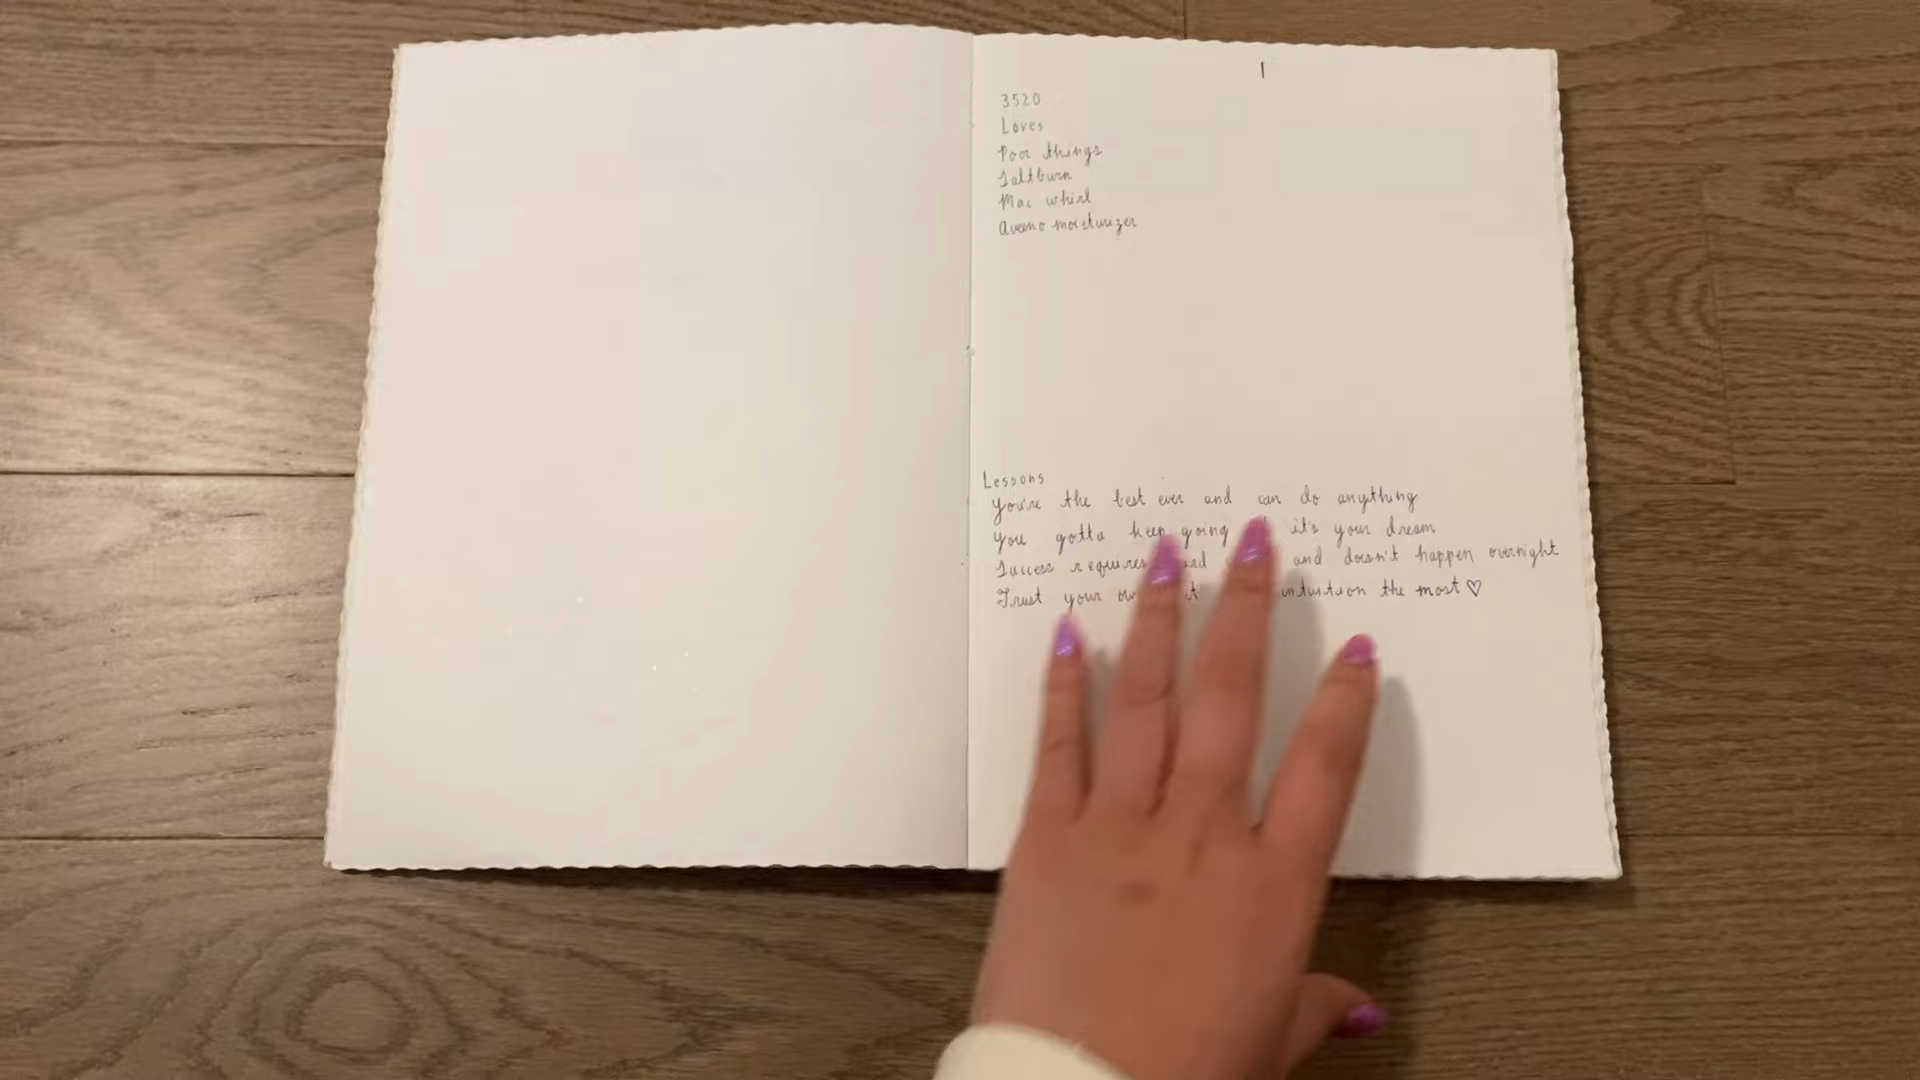 1
3520
Loves
Poor things
Saltburn
Mac whirl
Aveeno moisturizer
Lessons
You're the best ever and can do anything
You gotta keep going it's your dream
Success requires and doesn't happen overnight
Trust your intuition the most ♡